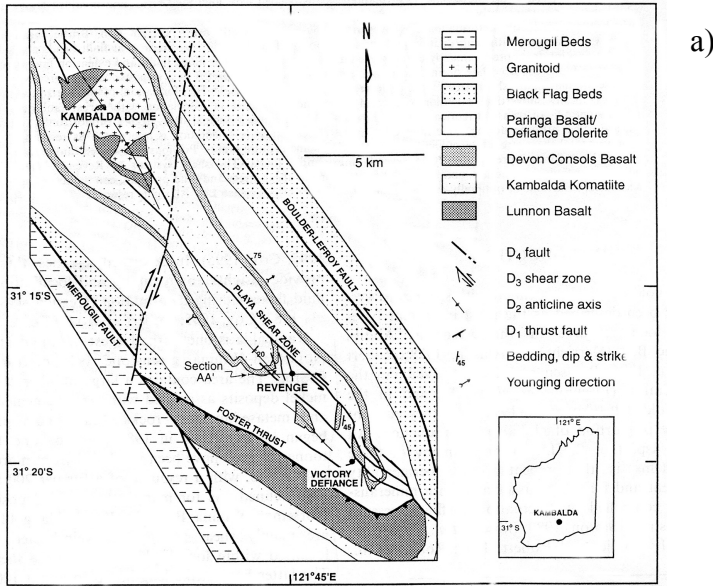 a)
N
5 km
KAMBALDA DOME
BOULDER-LEFROY FAULT
75
31° 15'S
MEROUGIL FAULT
PLAYA SHEAR ZONE
20
Section
AA'
REVENGE
FOSTER THRUST
45
31° 20'S
VICTORY
DEFIANCE
121° 45'E
Merougil Beds
Granitoid
Black Flag Beds
Paringa Basalt/
Defiance Dolerite
Devon Consols Basalt
Kambalda Komatiite
Lunnon Basalt
D4 fault
D3 shear zone
D2 anticline axis
D1 thrust fault
45
Bedding, dip & strike
Younging direction
121° E
KAMBALDA
31° S